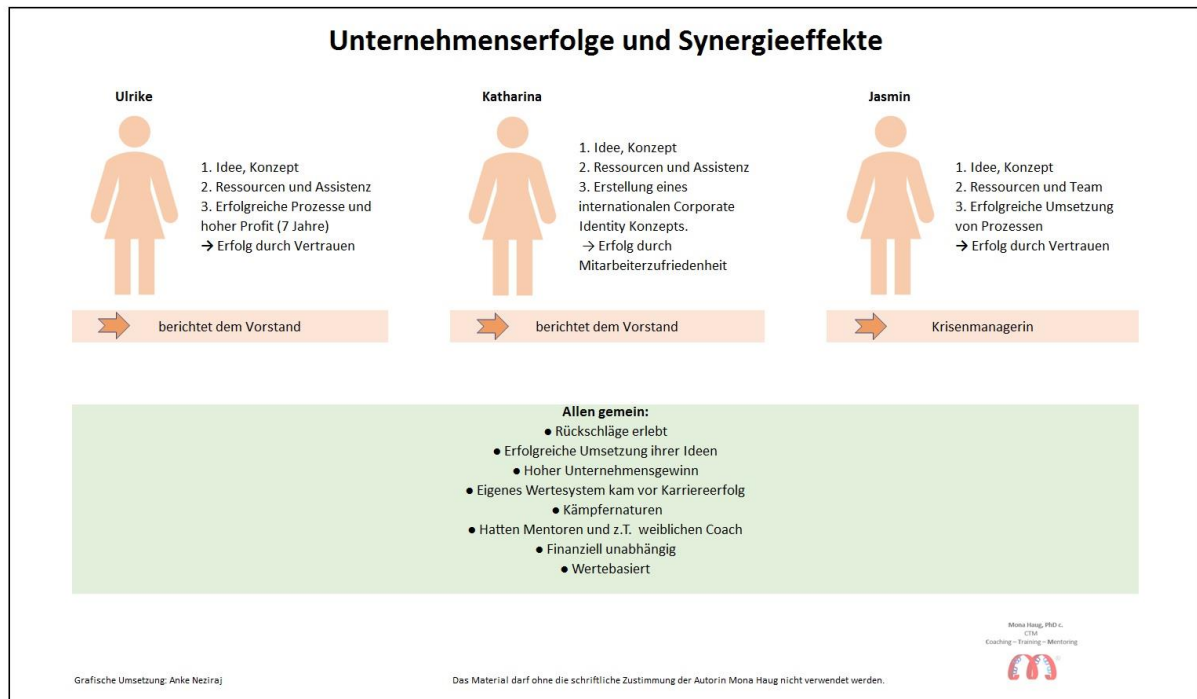 Unternehmenserfolge und Synergieeffekte
Ulrike
1. Idee, Konzept
2. Ressourcen und Assistenz
3. Erfolgreiche Prozesse und
hoher Profit (7 Jahre)
→ Erfolg durch Vertrauen
berichtet dem Vorstand
Katharina
1. Idee, Konzept
2. Ressourcen und Assistenz
3. Erstellung eines
internationalen Corporate
Identity Konzepts.
→ Erfolg durch
Mitarbeiterzufriedenheit
berichtet dem Vorstand
Jasmin
1. Idee, Konzept
2. Ressourcen und Team
3. Erfolgreiche Umsetzung
von Prozessen
→ Erfolg durch Vertrauen
Krisenmanagerin
Allen gemein:
● Rückschläge erlebt
● Erfolgreiche Umsetzung ihrer Ideen
● Hoher Unternehmensgewinn
● Eigenes Wertesystem kam vor Karriereerfolg
● Kämpfernaturen
● Hatten Mentoren und z.T. weiblichen Coach
● Finanziell unabhängig
● Wertebasiert
Mona Haug, PhD c.
CTM
Coaching – Training – Mentoring
Grafische Umsetzung: Anke Neziraj
Das Material darf ohne die schriftliche Zustimmung der Autorin Mona Haug nicht verwendet werden.